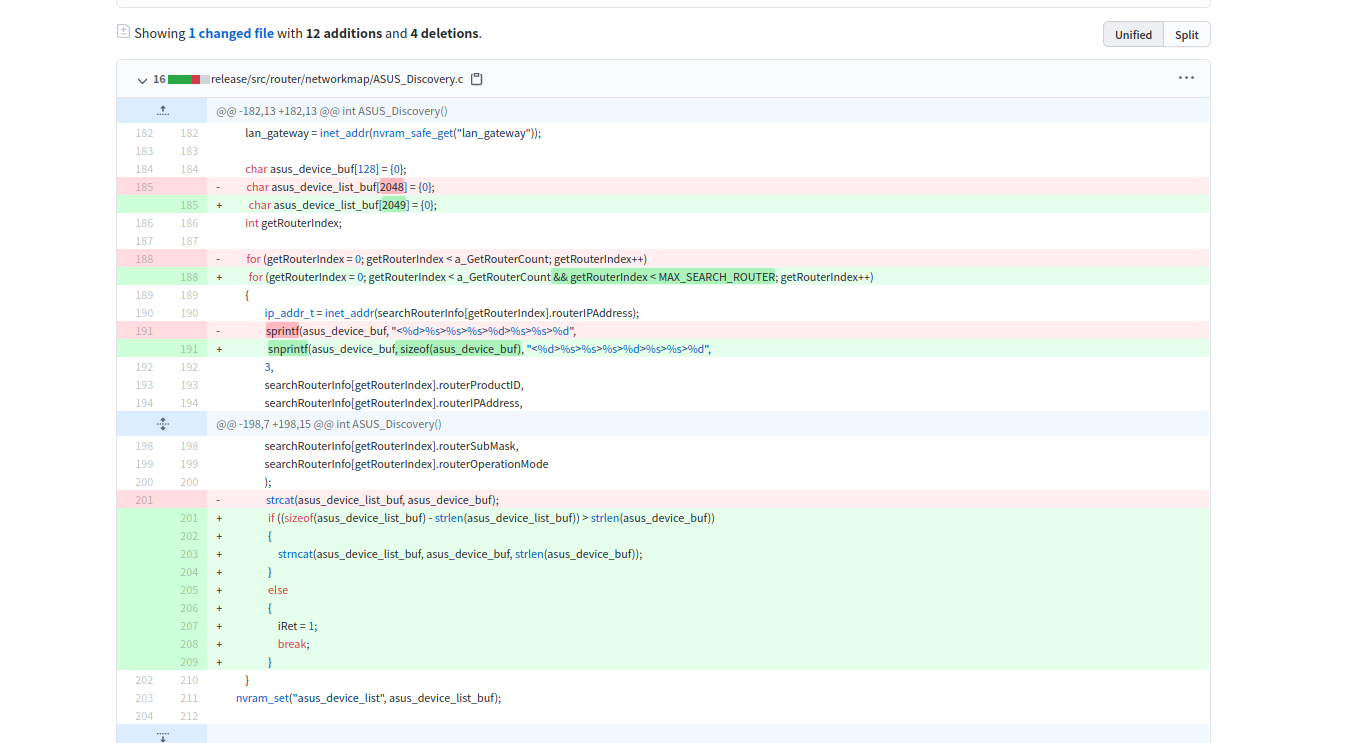 Showing 1 changed file with 12 additions and 4 deletions.
Unified Split
16 release/src/router/networkmap/ASUS_Discovery.c
@@ -182,13 +182,13 @@ int ASUS_Discovery()
182 182 lan_gateway = inet_addr(nvram_safe_get("lan_gateway"));
183 183
184 184 char asus_device_buf[128] = {0};
185 - char asus_device_list_buf[2048] = {0};
185 + char asus_device_list_buf[2049] = {0};
186 186 int getRouterIndex;
187 187
188 - for (getRouterIndex = 0; getRouterIndex < a_GetRouterCount; getRouterIndex++)
188 + for (getRouterIndex = 0; getRouterIndex < a_GetRouterCount && getRouterIndex < MAX_SEARCH_ROUTER; getRouterIndex++)
189 189 {
190 190 ip_addr_t = inet_addr(searchRouterInfo[getRouterIndex].routerIPAddress);
191 - sprintf(asus_device_buf, "<%d>%s>%s>%s>%d>%s>%s>%d",
191 + snprintf(asus_device_buf, sizeof(asus_device_buf), "<%d>%s>%s>%s>%d>%s>%s>%d",
192 192 3,
193 193 searchRouterInfo[getRouterIndex].routerProductID,
194 194 searchRouterInfo[getRouterIndex].routerIPAddress,
@@ -198,7 +198,15 @@ int ASUS_Discovery()
198 198 searchRouterInfo[getRouterIndex].routerSubMask,
199 199 searchRouterInfo[getRouterIndex].routerOperationMode
200 200 );
201 - strcat(asus_device_list_buf, asus_device_buf);
201 + if ((sizeof(asus_device_list_buf) - strlen(asus_device_list_buf)) > strlen(asus_device_buf))
202 + {
203 + strncat(asus_device_list_buf, asus_device_buf, strlen(asus_device_buf));
204 + }
205 + else
206 + {
207 + iRet = 1;
208 + break;
209 + }
202 210 }
203 211 nvram_set("asus_device_list", asus_device_list_buf);
204 212